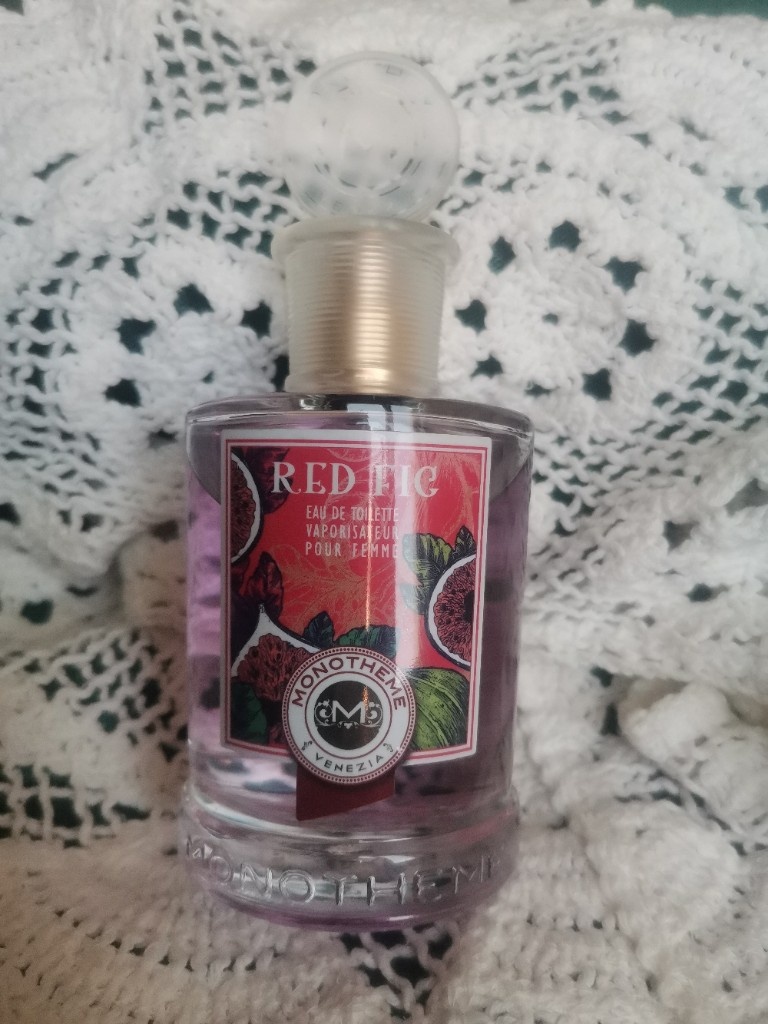 RED FIG
EAU DE TOILETTE
VAPORISATEUR
POUR FEMME
MONOTHEME
M
VENEZIA
MONOTHEME